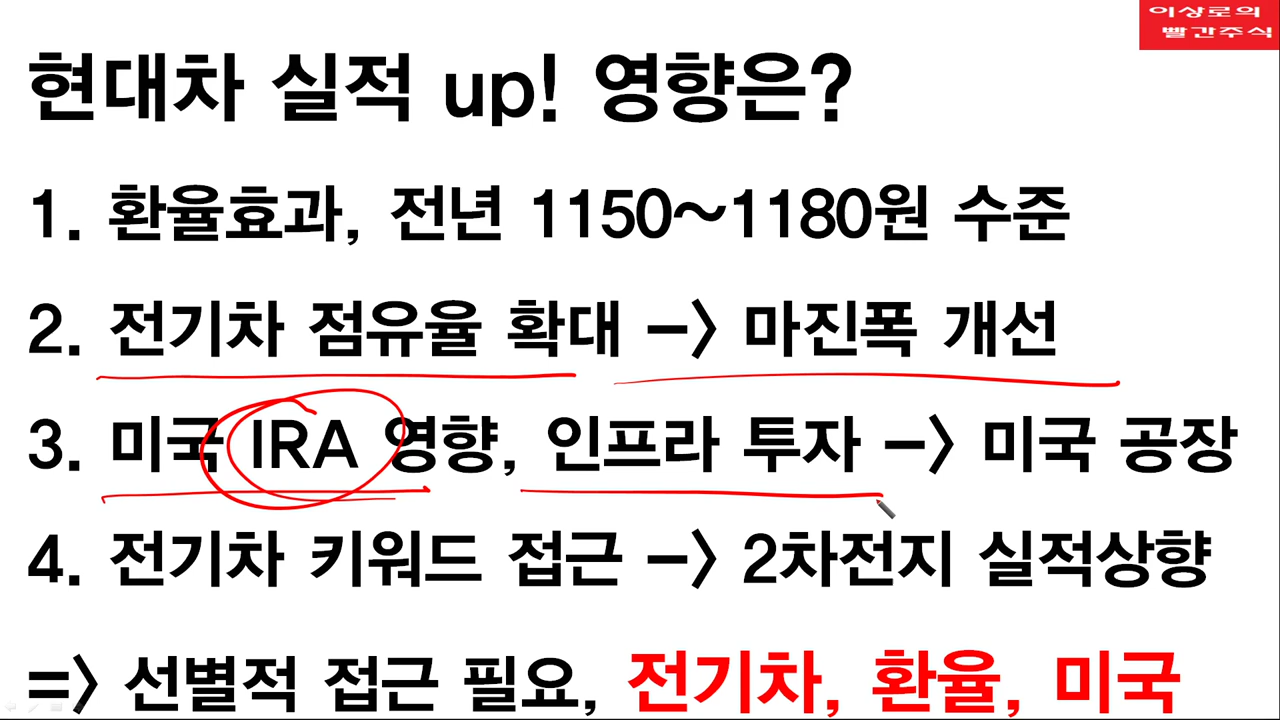 이상로의
빨간주식
현대차 실적 up! 영향은?
1. 환율효과, 전년 1150~1180원 수준
2. 전기차 점유율 확대 -> 마진폭 개선
3. 미국 IRA 영향, 인프라 투자 -> 미국 공장
4. 전기차 키워드 접근 -> 2차전지 실적상향
=> 선별적 접근 필요, 전기차, 환율, 미국